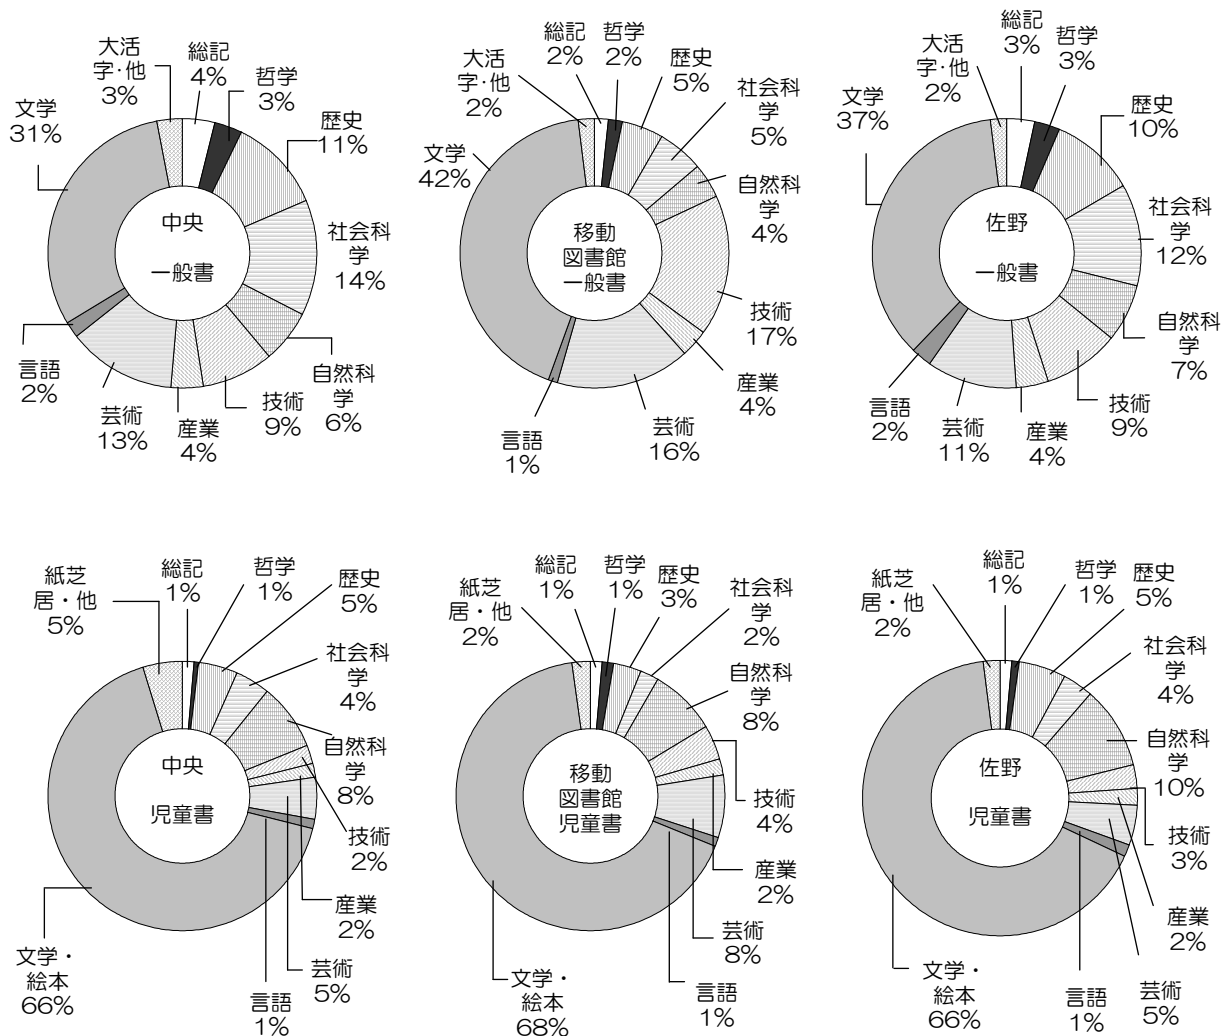 大活
字・他
3%
総記
4%
哲学
3%
歴史
11%
社会科
学
14%
自然科
学
6%
技術
9%
産業
4%
芸術
13%
言語
2%
文学
31%
中央
一般書
大活
字・他
2%
総記
2%
哲学
2%
歴史
5%
社会科
学
5%
自然科
学
4%
技術
17%
産業
4%
芸術
16%
言語
1%
文学
42%
移動
図書館
一般書
大活
字・他
2%
総記
3%
哲学
3%
歴史
10%
社会科
学
12%
自然科
学
7%
技術
9%
産業
4%
芸術
11%
言語
2%
文学
37%
佐野
一般書
紙芝
居・他
5%
総記
1%
哲学
1%
歴史
5%
社会科
学
4%
自然科
学
8%
技術
2%
産業
2%
芸術
5%
言語
1%
文学・
絵本
66%
中央
児童書
紙芝
居・他
2%
総記
1%
哲学
1%
歴史
3%
社会科
学
2%
自然科
学
8%
技術
4%
産業
2%
芸術
8%
言語
1%
文学・
絵本
68%
移動
図書館
児童書
紙芝
居・他
2%
総記
1%
哲学
1%
歴史
5%
社会科
学
4%
自然科
学
10%
技術
3%
産業
2%
芸術
5%
言語
1%
文学・
絵本
66%
佐野
児童書